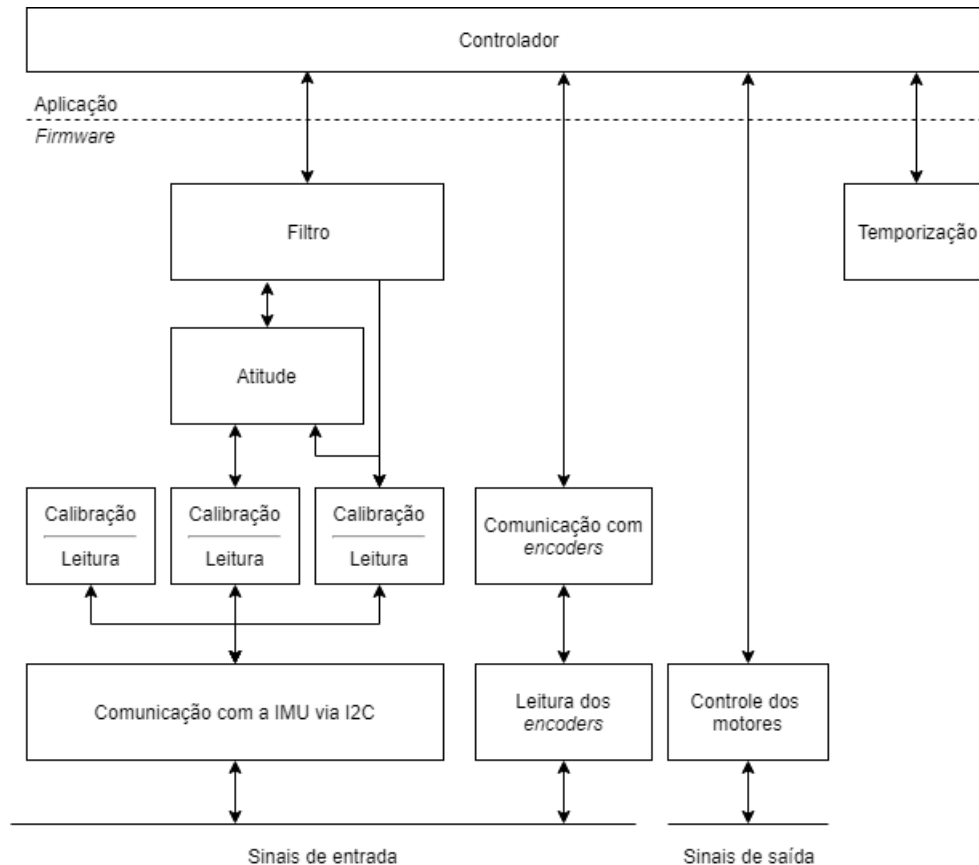 Controlador
Aplicação
Firmware
Filtro
Temporização
Atitude
Calibração
Leitura
Calibração
Leitura
Calibração
Leitura
Comunicação com
encoders
Comunicação com a IMU via I2C
Leitura dos
encoders
Controle dos
motores
Sinais de entrada
Sinais de saída